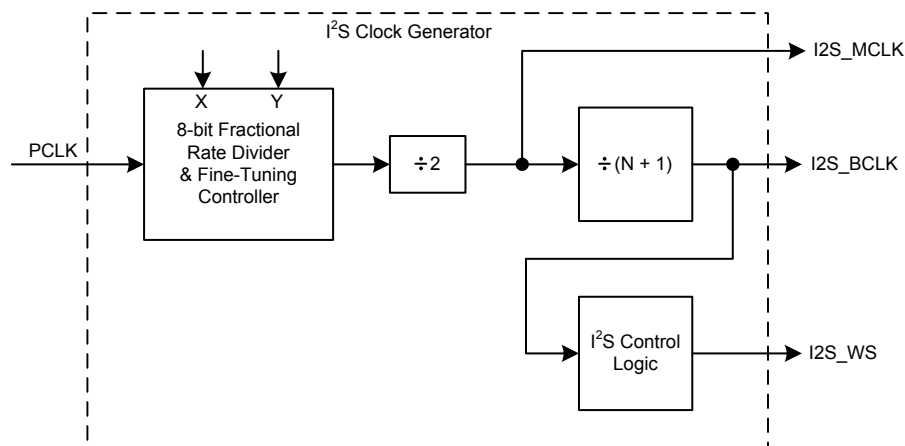 I²S Clock Generator
I2S_MCLK
X Y
8-bit Fractional
Rate Divider
& Fine-Tuning
Controller
PCLK
÷2
÷(N + 1)
I2S_BCLK
I²S Control
Logic
I2S_WS